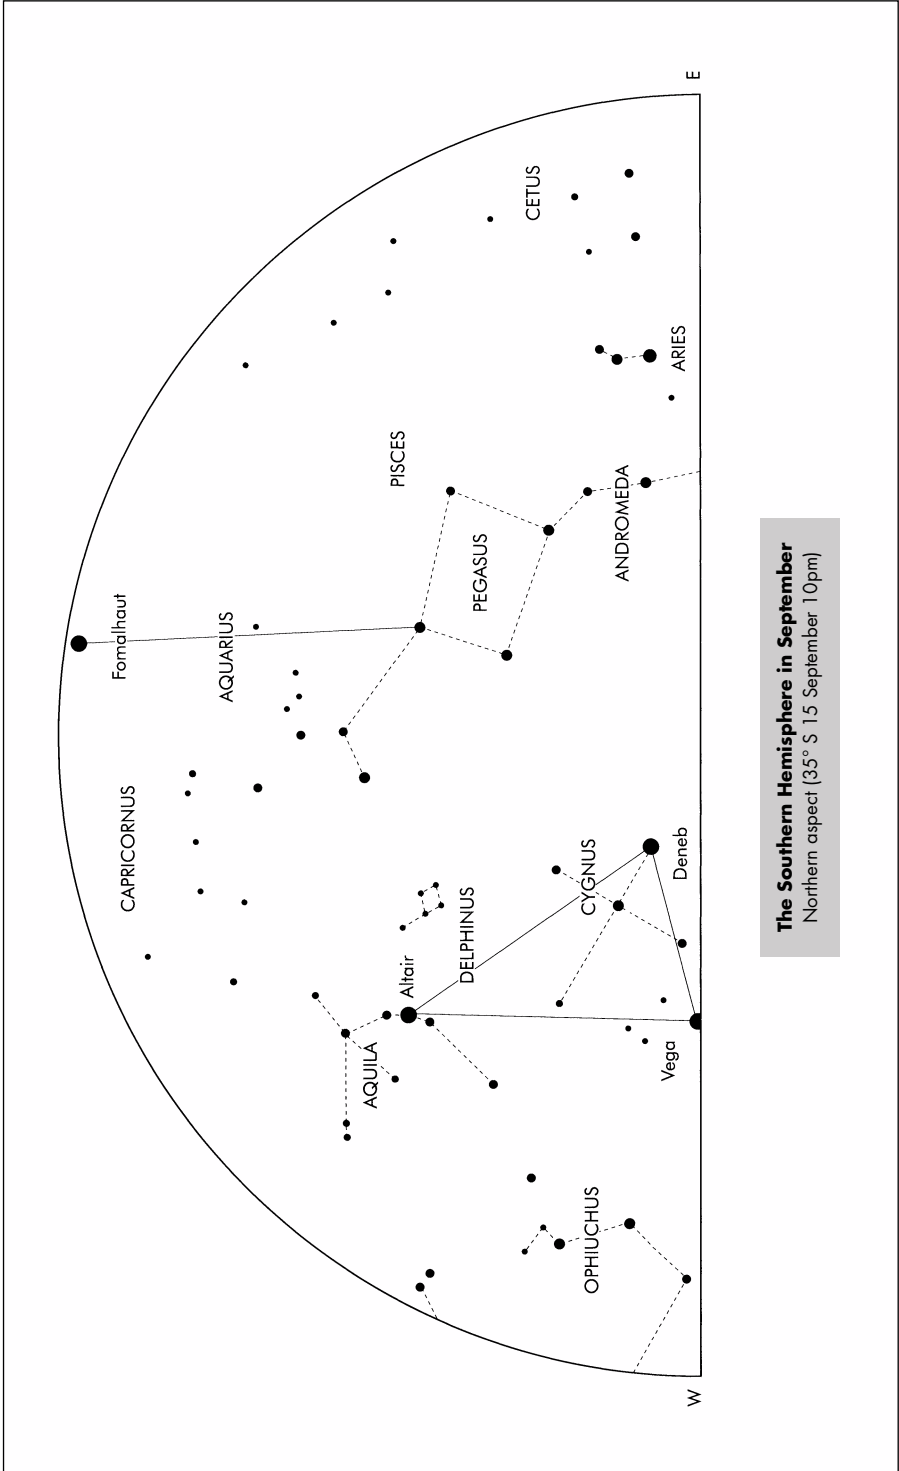 W
E
Fomalhaut
CAPRICORNUS
AQUARIUS
PISCES
CETUS
Altair
AQUILA
DELPHINUS
PEGASUS
CYGNUS
ANDROMEDA
OPHIUCHUS
Vega
Deneb
ARIES
The Southern Hemisphere in September
Northern aspect (35° S 15 September 10pm)